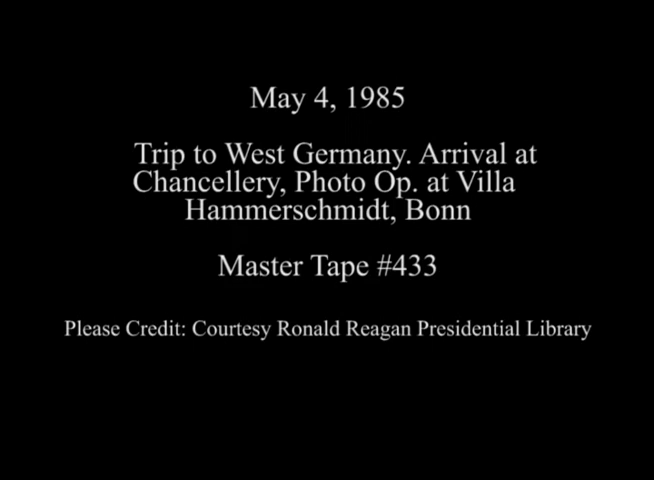 May 4, 1985
Trip to West Germany. Arrival at
Chancellery, Photo Op. at Villa
Hammerschmidt, Bonn
Master Tape #433
Please Credit: Courtesy Ronald Reagan Presidential Library